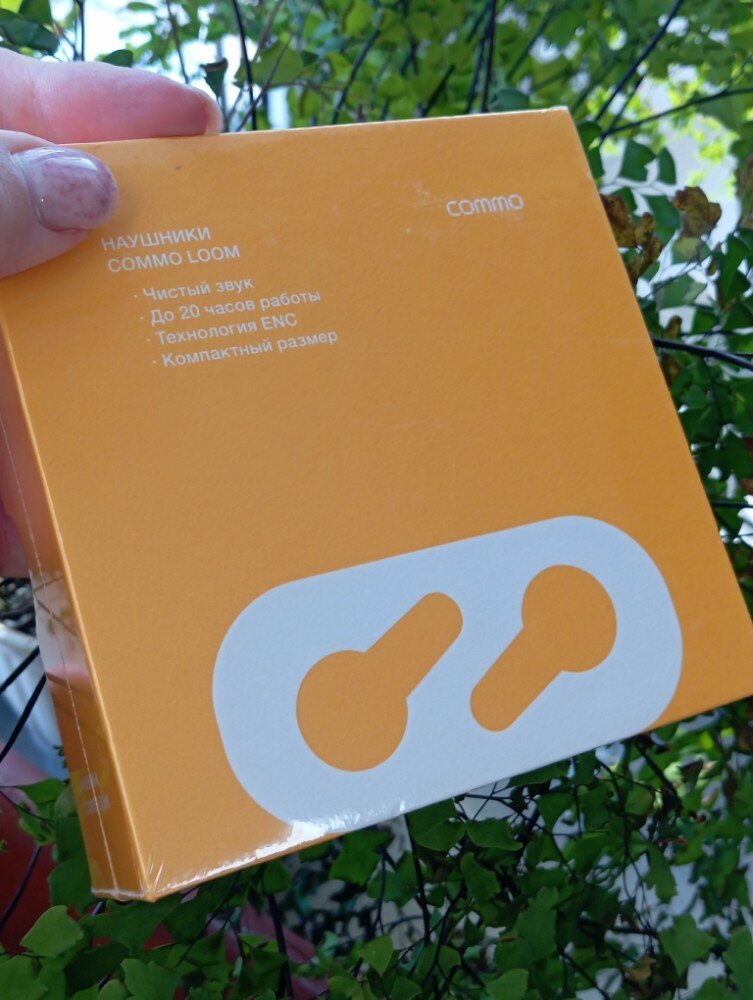 commo
НАУШНИКИ
COMMO LOOM
· Чистый звук
· До 20 часов работы
· Технология ENC
· Компактный размер